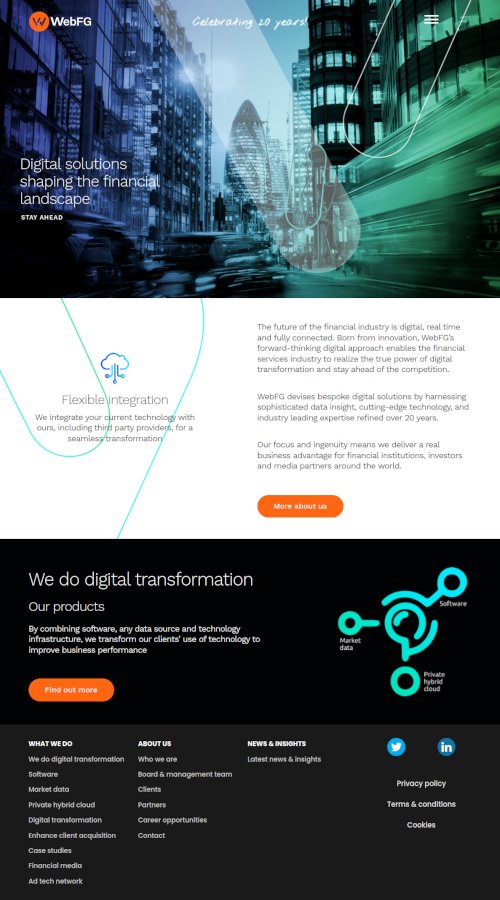 WebFG
Celebrating 20 years!
Digital solutions
shaping the financial
landscape
STAY AHEAD
Flexible integration
We integrate your current technology with
ours, including third party providers, for a
seamless transformation
The future of the financial industry is digital, real time
and fully connected. Born from innovation, WebFG's
forward-thinking digital approach enables the financial
services industry to realize the true power of digital
transformation and stay ahead of the competition.
WebFG devises bespoke digital solutions by harnessing
sophisticated data insight, cutting-edge technology, and
industry leading expertise refined over 20 years.
Our focus and ingenuity means we deliver a real
business advantage for financial institutions, investors
and media partners around the world.
More about us
We do digital transformation
Our products
By combining software, any data source and technology
infrastructure, we transform our clients' use of technology to
improve business performance
Find out more
Software
Market
data
Private
hybrid
cloud
WHAT WE DO
We do digital transformation
Software
Market data
Private hybrid cloud
Digital transformation
Enhance client acquisition
Case studies
Financial media
Ad tech network
ABOUT US
Who we are
Board & management team
Clients
Partners
Career opportunities
Contact
NEWS & INSIGHTS
Latest news & insights
Privacy policy
Terms & conditions
Cookies